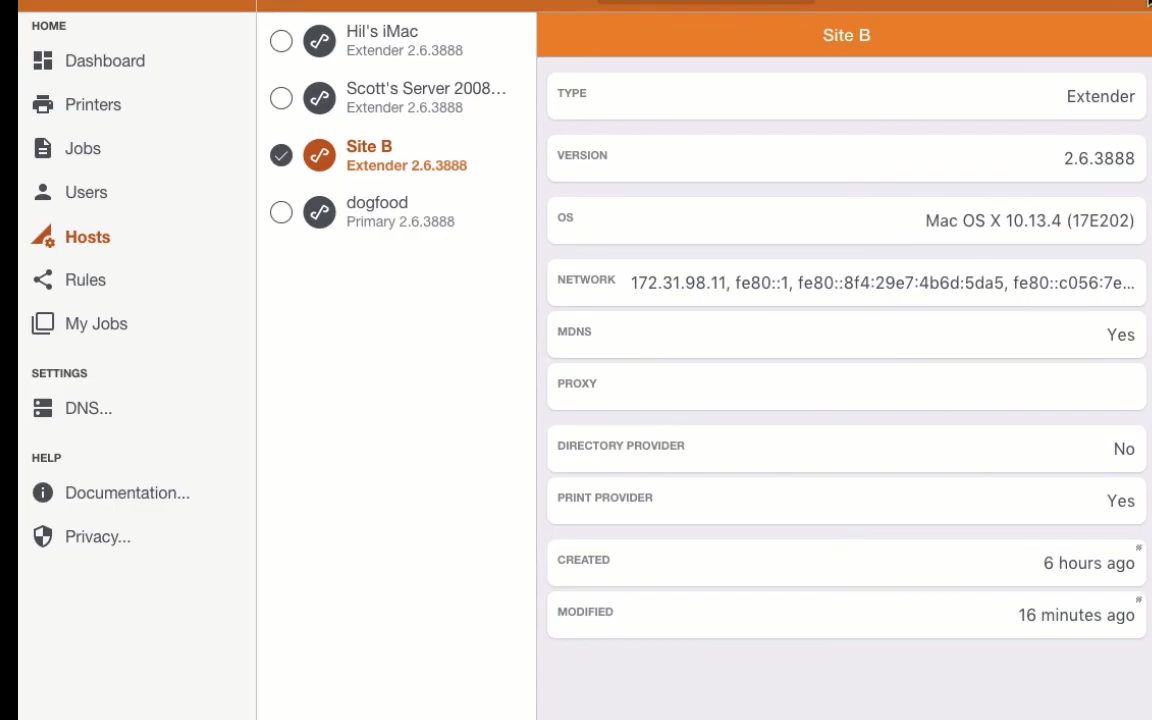 HOME
Dashboard
Printers
Jobs
Users
Hosts
Rules
My Jobs
SETTINGS
DNS...
HELP
Documentation...
Privacy...
Hil's iMac
Extender 2.6.3888
Scott's Server 2008...
Extender 2.6.3888
Site B
Extender 2.6.3888
dogfood
Primary 2.6.3888
Site B
TYPE Extender
VERSION 2.6.3888
OS Mac OS X 10.13.4 (17E202)
NETWORK 172.31.98.11, fe80::1, fe80::8f4:29e7:4b6d:5da5, fe80::c056:7e...
MDNS Yes
PROXY
DIRECTORY PROVIDER No
PRINT PROVIDER Yes
CREATED 6 hours ago
MODIFIED 16 minutes ago